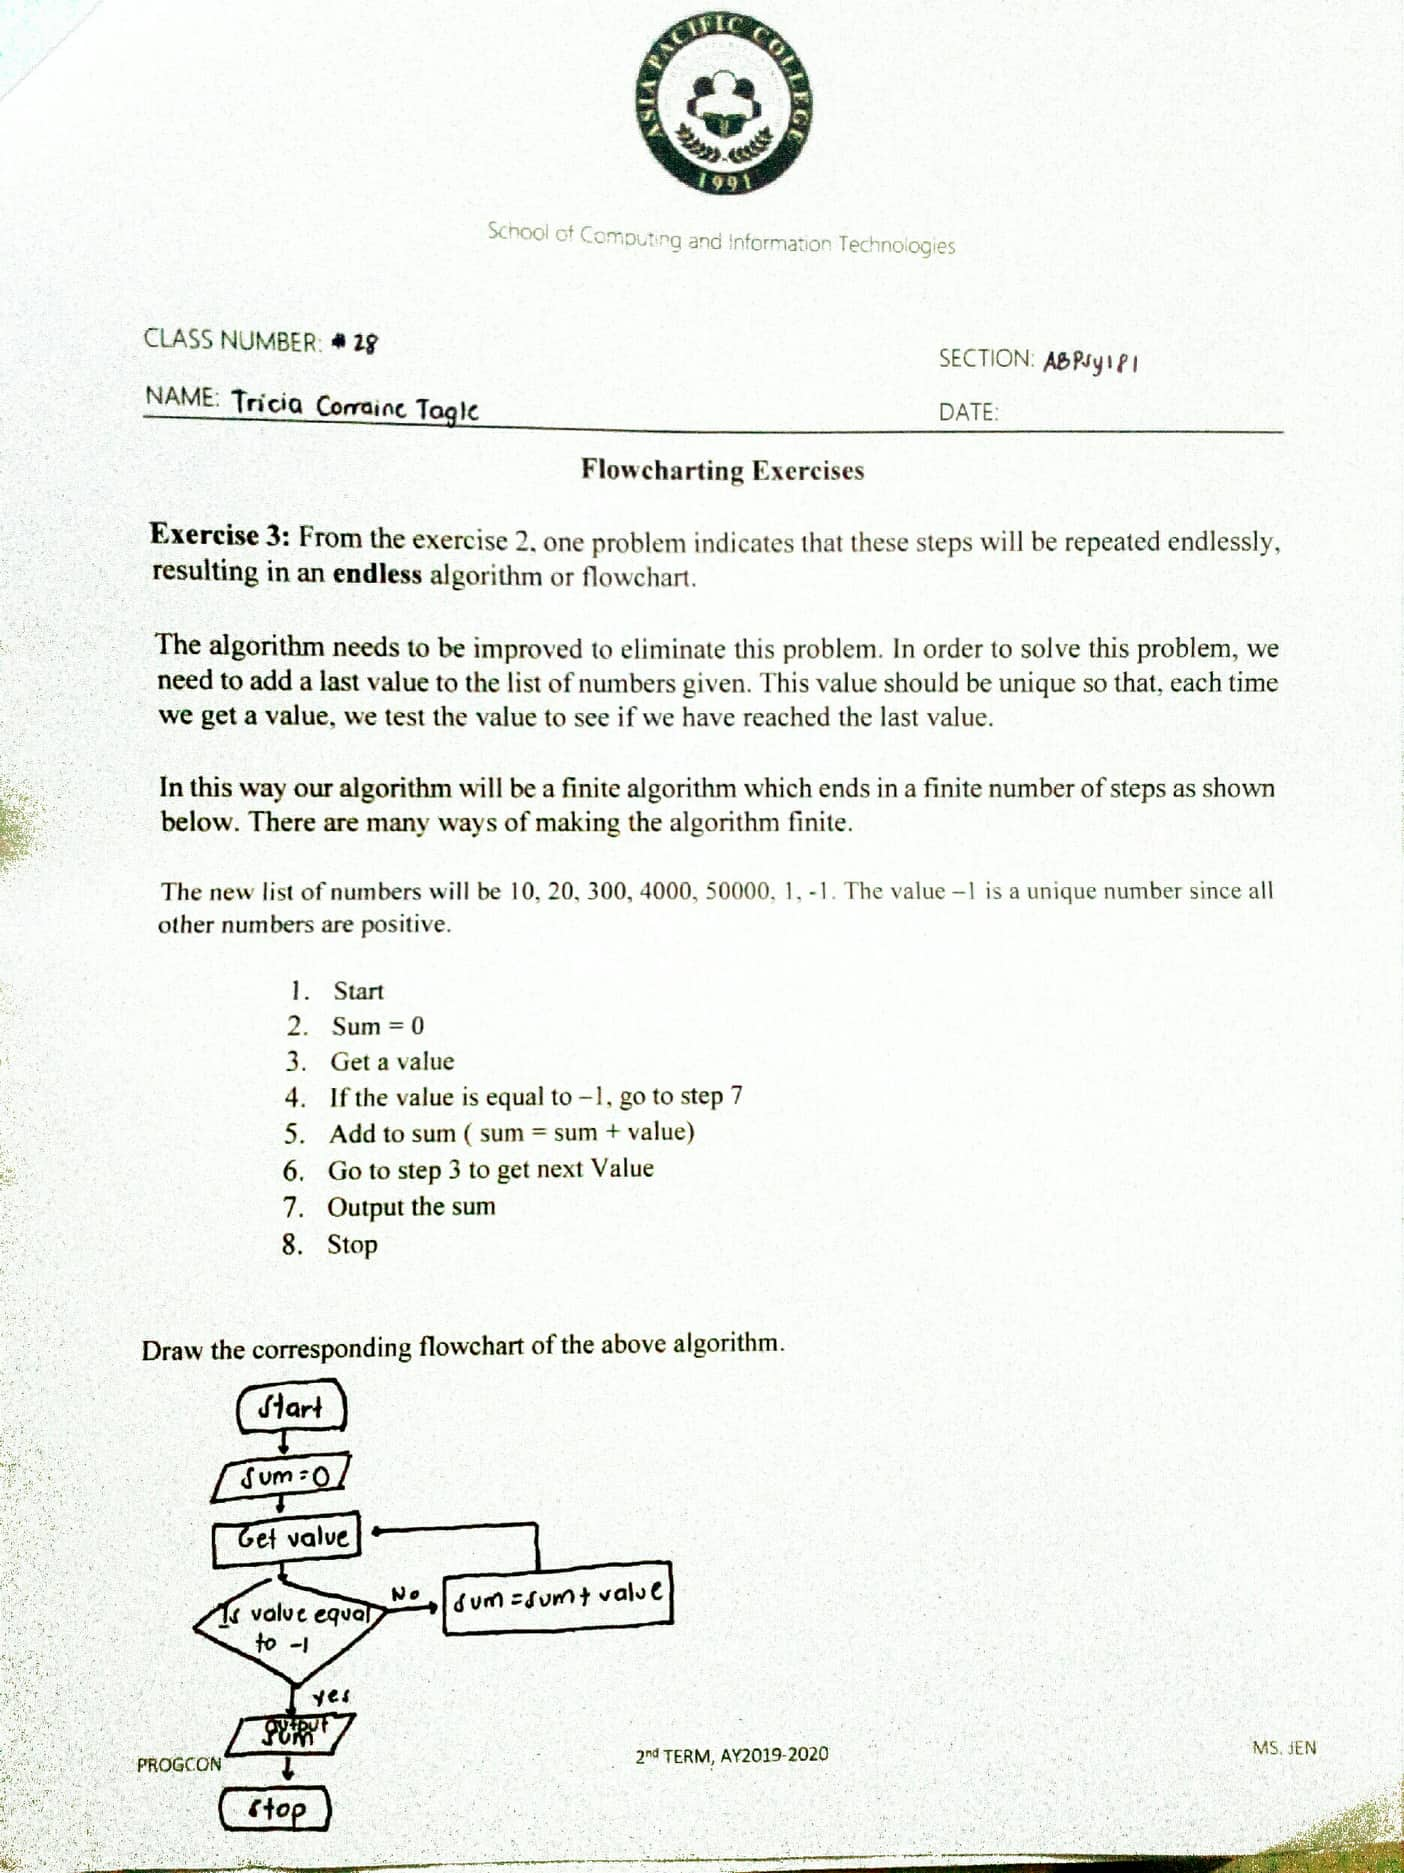 ASIA PACIFIC COLLEGE
1991
School of Computing and Information Technologies
CLASS NUMBER: # 28
SECTION: ABPsy181
NAME: Tricia Corraine Tagle
DATE:
Flowcharting Exercises
Exercise 3: From the exercise 2, one problem indicates that these steps will be repeated endlessly,
resulting in an endless algorithm or flowchart.
The algorithm needs to be improved to eliminate this problem. In order to solve this problem, we
need to add a last value to the list of numbers given. This value should be unique so that, each time
we get a value, we test the value to see if we have reached the last value.
In this way our algorithm will be a finite algorithm which ends in a finite number of steps as shown
below. There are many ways of making the algorithm finite.
The new list of numbers will be 10, 20, 300, 4000, 50000, 1, -1. The value –1 is a unique number since all
other numbers are positive.
1. Start
2. Sum = 0
3. Get a value
4. If the value is equal to –1, go to step 7
5. Add to sum ( sum = sum + value)
6. Go to step 3 to get next Value
7. Output the sum
8. Stop
Draw the corresponding flowchart of the above algorithm.
Start
Sum = 0
Get value
Is value equal
to -1
No
sum = sum + value
yes
output
sum
Stop
PROGCON
2nd TERM, AY2019-2020
MS. JEN